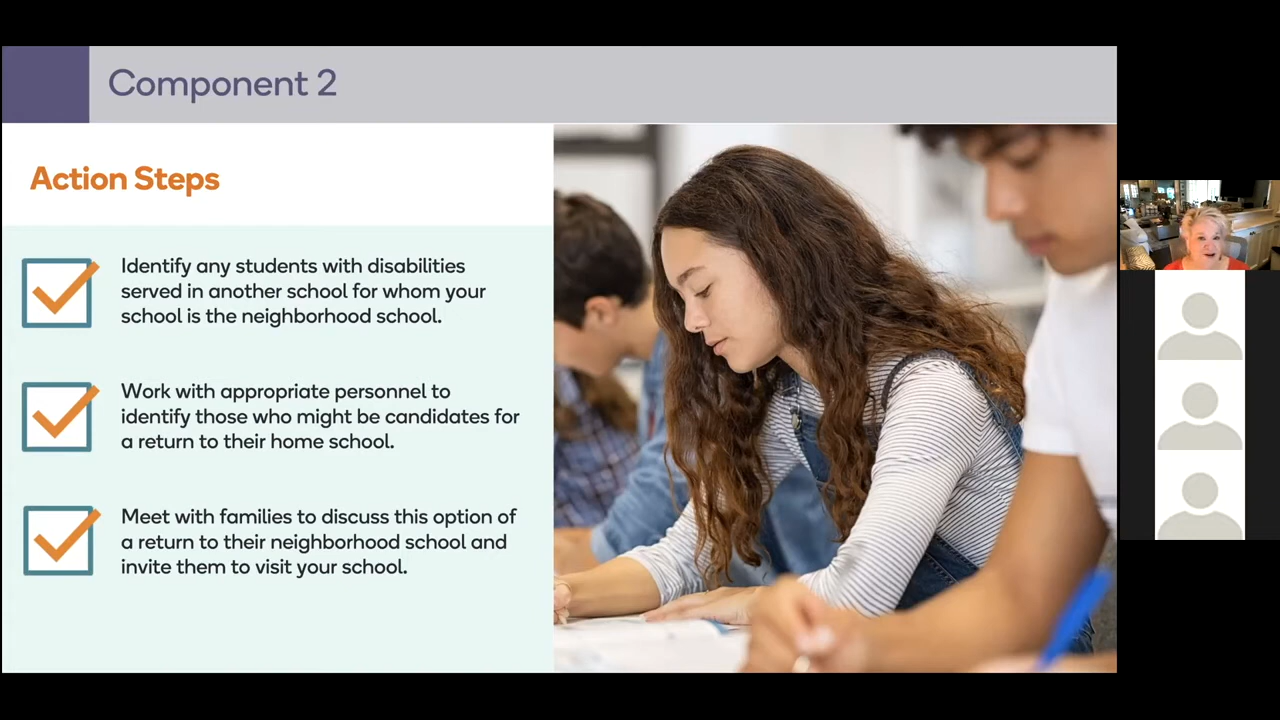 Component 2
Action Steps
Identify any students with disabilities
served in another school for whom your
school is the neighborhood school.
Work with appropriate personnel to
identify those who might be candidates for
a return to their home school.
Meet with families to discuss this option of
a return to their neighborhood school and
invite them to visit your school.